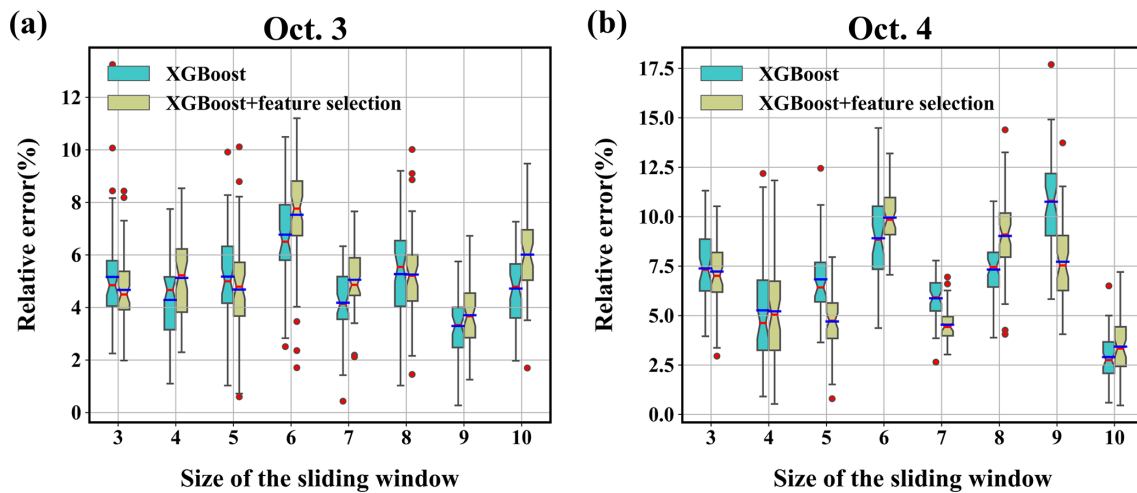 (a)
Oct. 3
Relative error(%)
12
10
8
6
4
2
0
XGBoost
XGBoost+feature selection
3 4 5 6 7 8 9 10
Size of the sliding window
(b)
Oct. 4
Relative error(%)
17.5
15.0
12.5
10.0
7.5
5.0
2.5
0.0
XGBoost
XGBoost+feature selection
3 4 5 6 7 8 9 10
Size of the sliding window